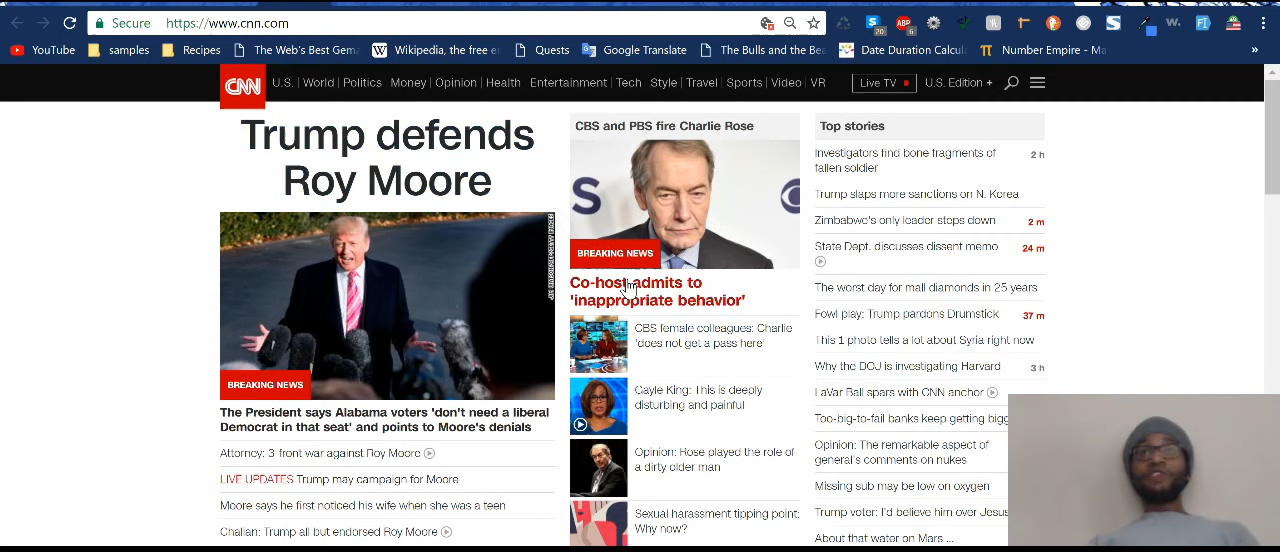 Secure https://www.cnn.com
20
6
w.
FI
YouTube samples Recipes The Web's Best Gem Wikipedia, the free e Quests Google Translate The Bulls and the Bea Date Duration Calcul Number Empire - Ma »
CNN
U.S. World Politics Money Opinion Health Entertainment Tech Style Travel Sports Video VR
Live TV
U.S. Edition +
Trump defends
Roy Moore
BREAKING NEWS
The President says Alabama voters 'don't need a liberal
Democrat in that seat' and points to Moore's denials
Attorney: 3 front war against Roy Moore
LIVE UPDATES Trump may campaign for Moore
Moore says he first noticed his wife when she was a teen
Chalian: Trump all but endorsed Roy Moore
CBS and PBS fire Charlie Rose
S
BREAKING NEWS
Co-host admits to
'inappropriate behavior'
CBS female colleagues: Charlie
'does not get a pass here'
Gayle King: This is deeply
disturbing and painful
Opinion: Rose played the role of
a dirty older man
Sexual harassment tipping point:
Why now?
Top stories
Investigators find bone fragments of 2 h
fallen soldier
Trump slaps more sanctions on N. Korea
Zimbabwe's only leader steps down 2 m
State Dept. discusses dissent memo 24 m
The worst day for mall diamonds in 25 years
Fowl play: Trump pardons Drumstick 37 m
This 1 photo tells a lot about Syria right now
Why the DOJ is investigating Harvard 3 h
LaVar Ball spars with CNN anchor
Too-big-to-fail banks keep getting bigg
Opinion: The remarkable aspect of
general's comments on nukes
Missing sub may be low on oxygen
Trump voter: I'd believe him over Jesus
About that water on Mars ...